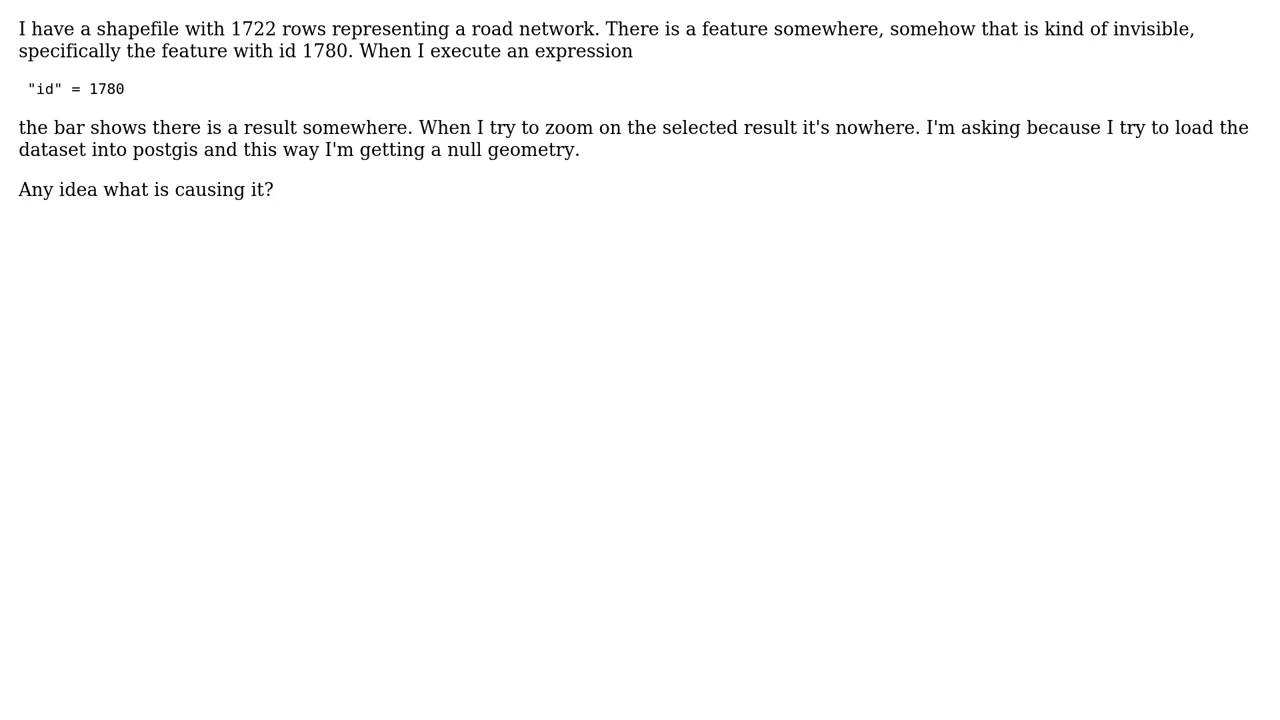 I have a shapefile with 1722 rows representing a road network. There is a feature somewhere, somehow that is kind of invisible,
specifically the feature with id 1780. When I execute an expression
"id" = 1780
the bar shows there is a result somewhere. When I try to zoom on the selected result it's nowhere. I'm asking because I try to load the
dataset into postgis and this way I'm getting a null geometry.
Any idea what is causing it?